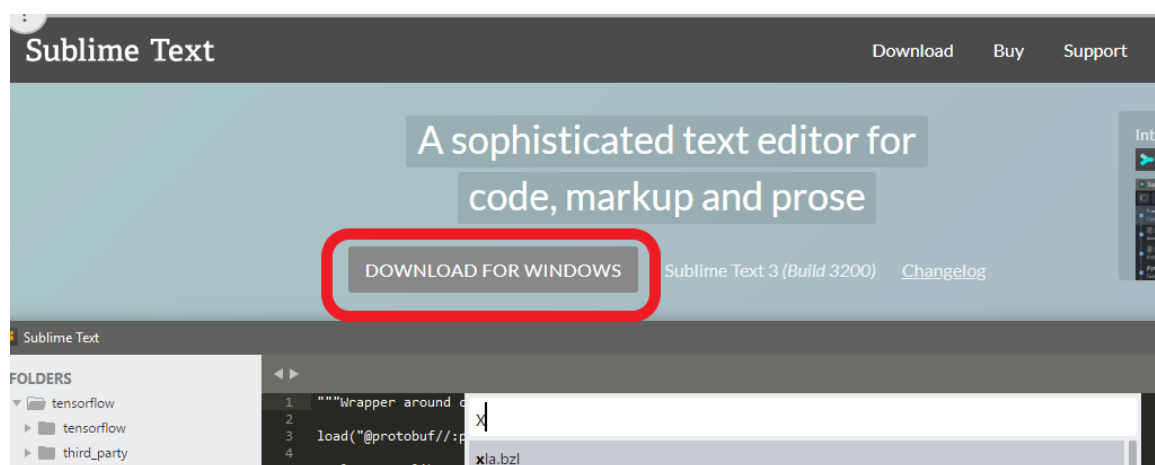 Sublime Text
Download Buy Support
A sophisticated text editor for
code, markup and prose
DOWNLOAD FOR WINDOWS
Sublime Text 3 (Build 3200) Changelog
Int
Sublime Text
FOLDERS
tensorflow
tensorflow
third_party
1 """Wrapper around c
2
3 load("@protobuf//:p
4
x
xla.bzl